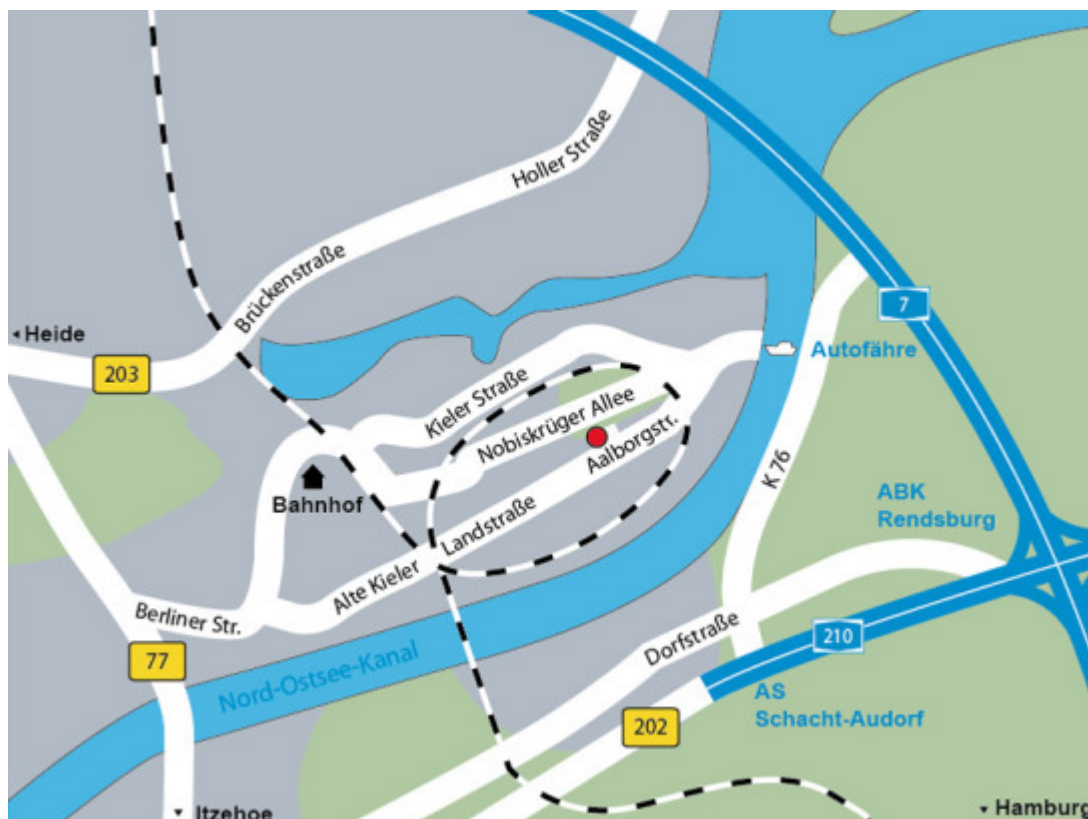 Holler Straße
Brückenstraße
7
Heide
203
Autofähre
Kieler Straße
Nobiskrüger Allee
Aalborgstr.
K 76
Bahnhof
ABK
Rendsburg
Alte Kieler Landstraße
Berliner Str.
Dorfstraße
210
77
Nord-Ostsee-Kanal
AS
Schacht-Audorf
202
Itzehoe
Hamburg